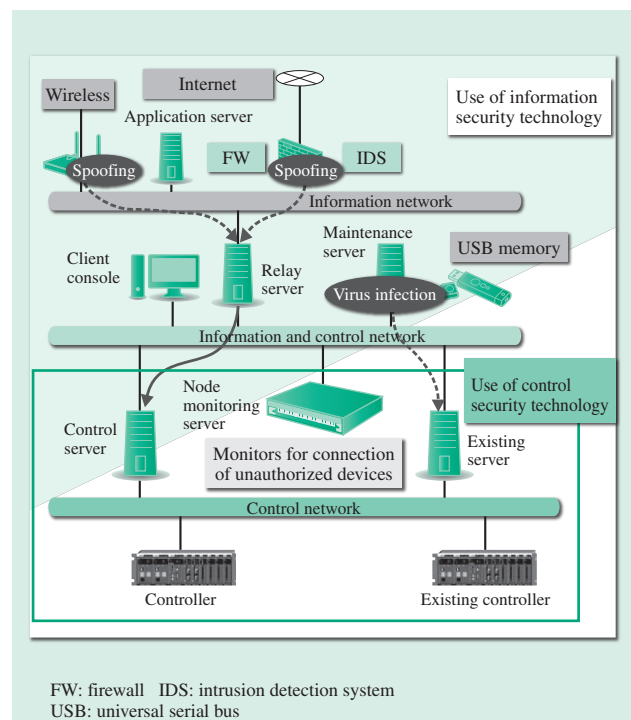 Internet
Wireless
Application server
Use of information
security technology
FW
IDS
Spoofing
Spoofing
Information network
Client
console
Relay
server
Maintenance
server
USB memory
Virus infection
Information and control network
Use of control
security technology
Node
monitoring
server
Control
server
Monitors for connection
of unauthorized devices
Existing
server
Control network
Controller
Existing controller
FW: firewall IDS: intrusion detection system
USB: universal serial bus